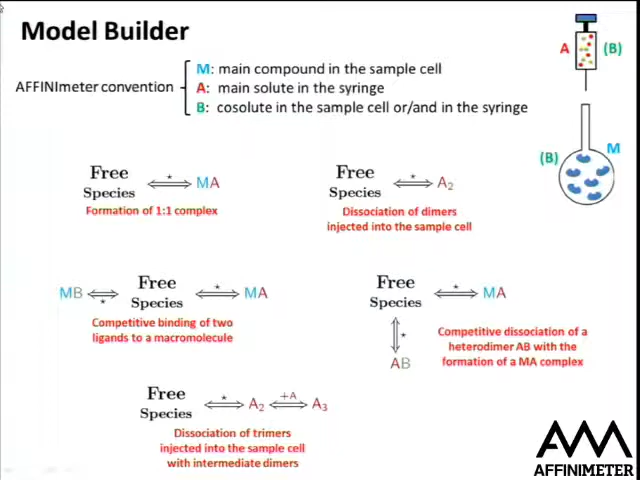 Model Builder
AFFINImeter convention
M: main compound in the sample cell
A: main solute in the syringe
B: cosolute in the sample cell or/and in the syringe
A (B)
(B) M
Free
Species
* MA
Formation of 1:1 complex
Free
Species
* A2
Dissociation of dimers
injected into the sample cell
MB * Free
Species
* MA
Competitive binding of two
ligands to a macromolecule
Free
Species
* MA
*
AB
Competitive dissociation of a
heterodimer AB with the
formation of a MA complex
Free
Species
* A2 +A A3
Dissociation of trimers
injected into the sample cell
with intermediate dimers
AFFINIMETER